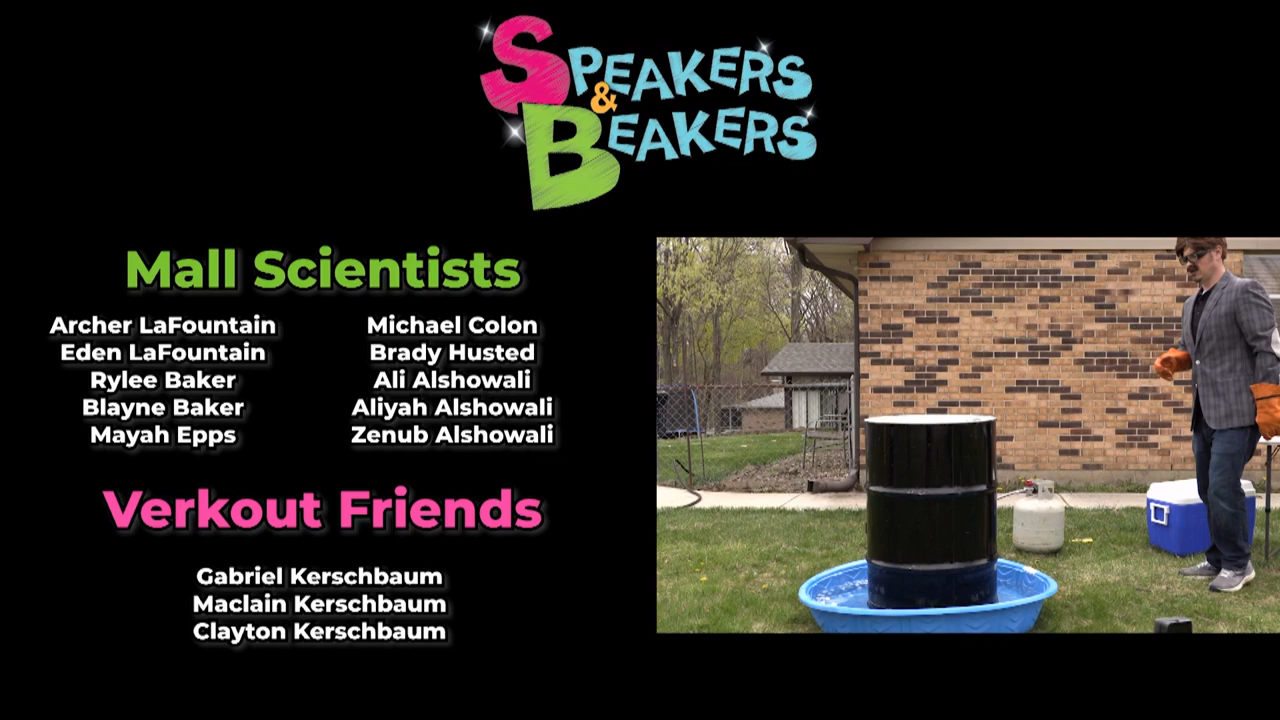 SPEAKERS
&
BEAKERS
Mall Scientists
Archer LaFountain
Eden LaFountain
Rylee Baker
Blayne Baker
Mayah Epps
Michael Colon
Brady Husted
Ali Alshowali
Aliyah Alshowali
Zenub Alshowali
Verkout Friends
Gabriel Kerschbaum
Maclain Kerschbaum
Clayton Kerschbaum